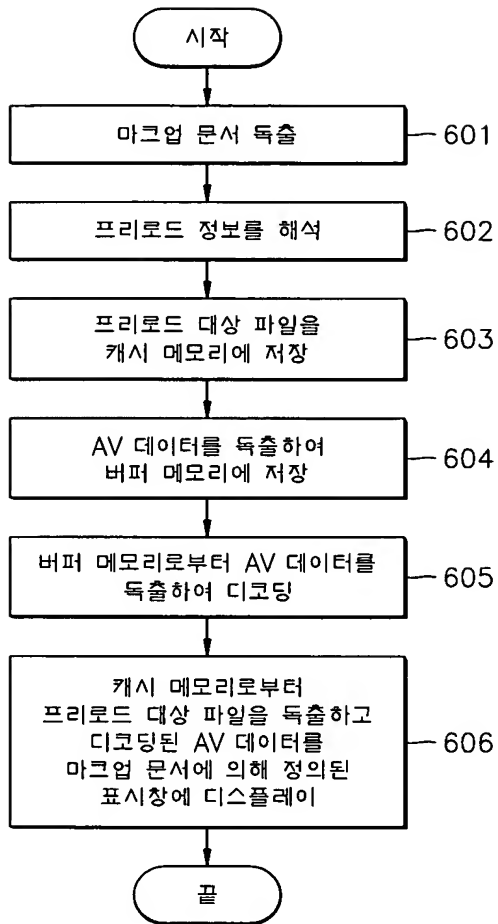 시작
마크업 문서 독출
601
프리로드 정보를 해석
602
프리로드 대상 파일을
캐시 메모리에 저장
603
AV 데이터를 독출하여
버퍼 메모리에 저장
604
버퍼 메모리로부터 AV 데이터를
독출하여 디코딩
605
캐시 메모리로부터
프리로드 대상 파일을 독출하고
디코딩된 AV 데이터를
마크업 문서에 의해 정의된
표시창에 디스플레이
606
끝